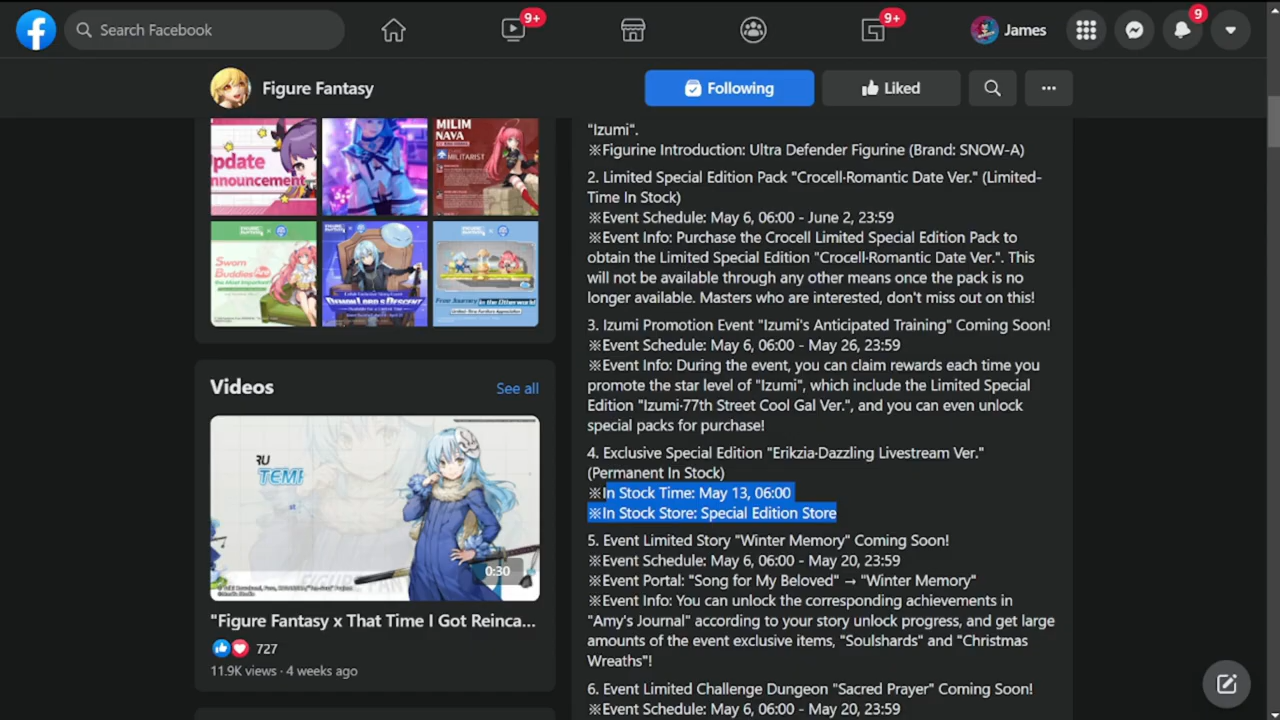 Search Facebook
9+
9+
James
9
Figure Fantasy
Following
Liked
Update
Announcement
MILIM
NAVA
MILITARIST
Swom
Buddies
DEMON LORD'S DESCENT
Free Journey in the Otherworld
Videos
See all
TEMP
0:30
"Figure Fantasy x That Time I Got Reinca...
727
11.9K views · 4 weeks ago
"Izumi".
※Figurine Introduction: Ultra Defender Figurine (Brand: SNOW-A)
2. Limited Special Edition Pack "Crocell·Romantic Date Ver." (Limited-
Time In Stock)
※Event Schedule: May 6, 06:00 - June 2, 23:59
※Event Info: Purchase the Crocell Limited Special Edition Pack to
obtain the Limited Special Edition "Crocell·Romantic Date Ver.". This
will not be available through any other means once the pack is no
longer available. Masters who are interested, don't miss out on this!
3. Izumi Promotion Event "Izumi's Anticipated Training" Coming Soon!
※Event Schedule: May 6, 06:00 - May 26, 23:59
※Event Info: During the event, you can claim rewards each time you
promote the star level of "Izumi", which include the Limited Special
Edition "Izumi·77th Street Cool Gal Ver.", and you can even unlock
special packs for purchase!
4. Exclusive Special Edition "Erikzia·Dazzling Livestream Ver."
(Permanent In Stock)
※In Stock Time: May 13, 06:00
※In Stock Store: Special Edition Store
5. Event Limited Story "Winter Memory" Coming Soon!
※Event Schedule: May 6, 06:00 - May 20, 23:59
※Event Portal: "Song for My Beloved" → "Winter Memory"
※Event Info: You can unlock the corresponding achievements in
"Amy's Journal" according to your story unlock progress, and get large
amounts of the event exclusive items, "Soulshards" and "Christmas
Wreaths"!
6. Event Limited Challenge Dungeon "Sacred Prayer" Coming Soon!
※Event Schedule: May 6, 06:00 - May 20, 23:59